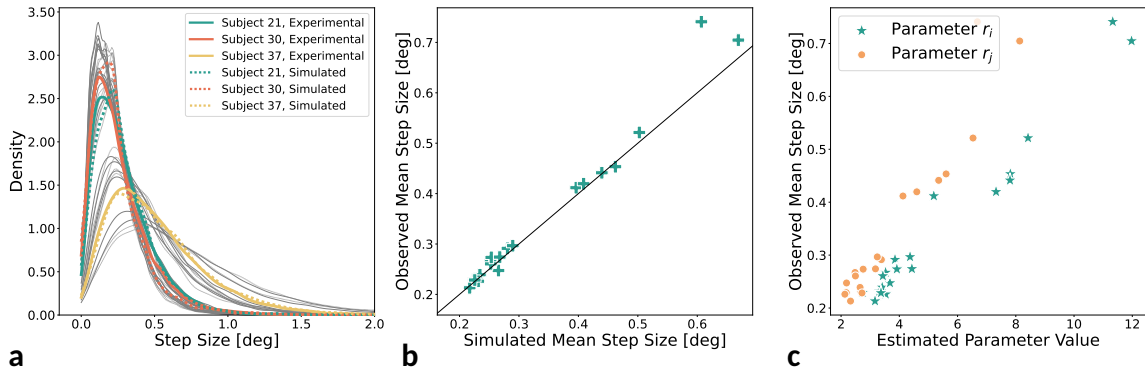 3.50
3.00
2.50
2.00
1.50
1.00
0.50
0.00
Density
0.0
0.5
1.0
1.5
2.0
Step Size [deg]
Subject 21, Experimental
Subject 30, Experimental
Subject 37, Experimental
Subject 21, Simulated
Subject 30, Simulated
Subject 37, Simulated
a
0.7
0.6
0.5
0.4
0.3
0.2
Observed Mean Step Size [deg]
0.2
0.3
0.4
0.5
0.6
Simulated Mean Step Size [deg]
b
0.7
0.6
0.5
0.4
0.3
0.2
Observed Mean Step Size [deg]
2
4
6
8
10
12
Estimated Parameter Value
Parameter r_i
Parameter r_j
c